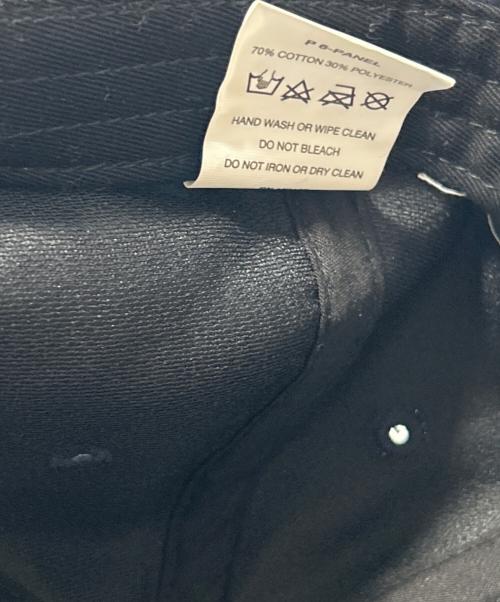 P 6-PANEL
70% COTTON 30% POLYESTER
HAND WASH OR WIPE CLEAN
DO NOT BLEACH
DO NOT IRON OR DRY CLEAN